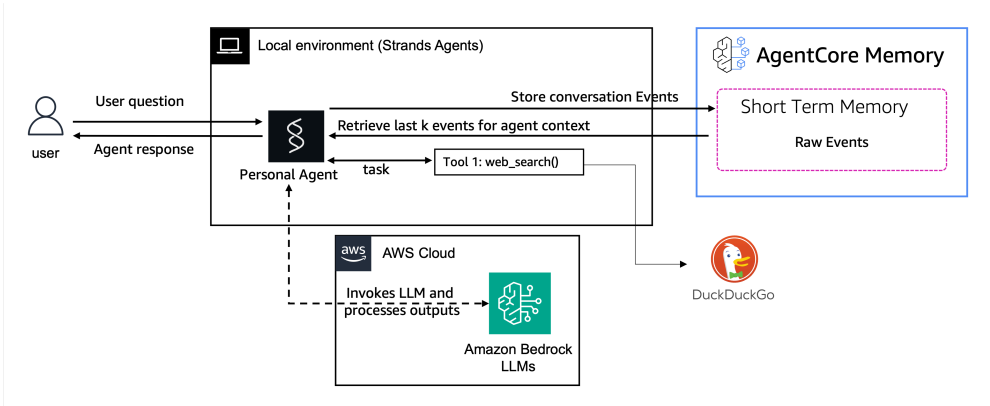 Local environment (Strands Agents)
AgentCore Memory
User question
Store conversation Events
Short Term Memory
Retrieve last k events for agent context
Raw Events
user
Agent response
Tool 1: web_search()
task
Personal Agent
aws
AWS Cloud
DuckDuckGo
Invokes LLM and
processes outputs
Amazon Bedrock
LLMs